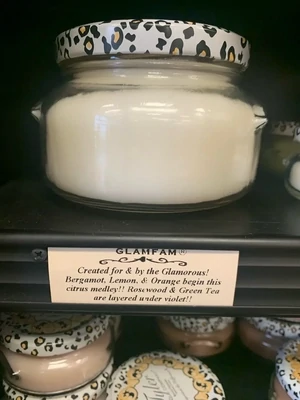 GLAMFAM®
Created for & by the Glamorous!
Bergamot, Lemon, & Orange begin this
citrus medley!! Rosewood & Green Tea
are layered under violet!!